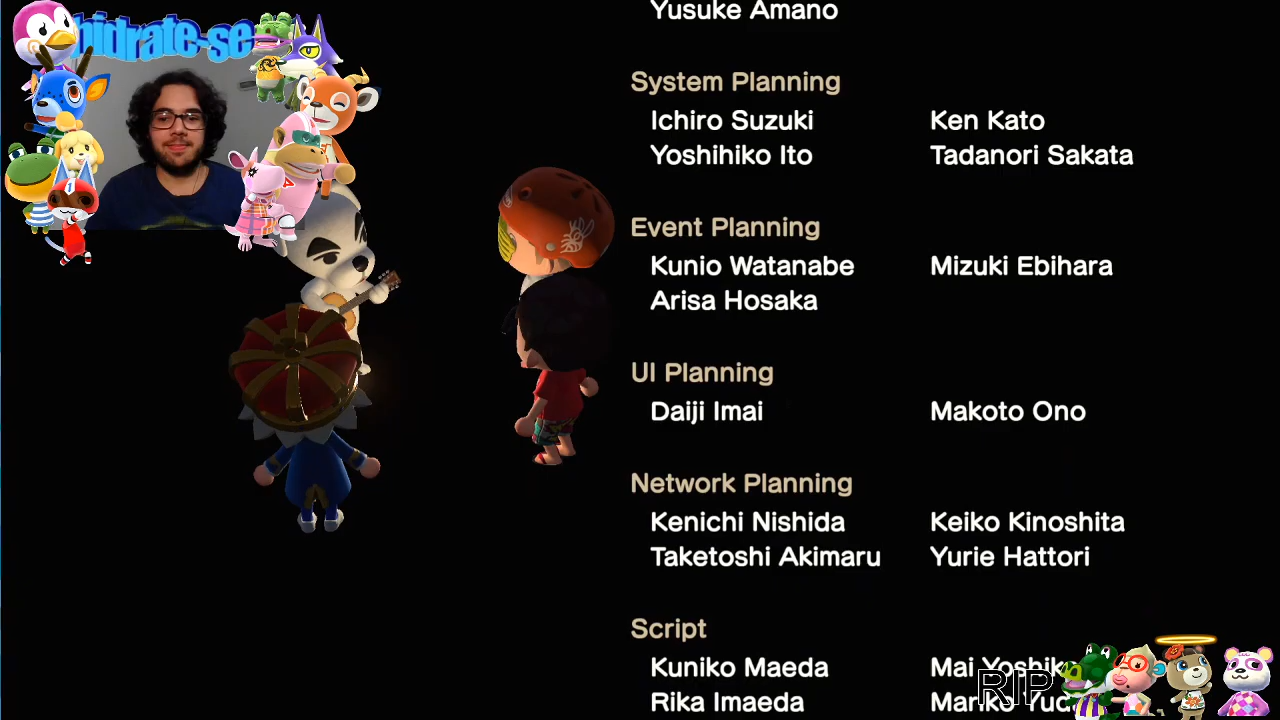 hidrate-se
Yusuke Amano
System Planning
Ichiro Suzuki Ken Kato
Yoshihiko Ito Tadanori Sakata
Event Planning
Kunio Watanabe Mizuki Ebihara
Arisa Hosaka
UI Planning
Daiji Imai Makoto Ono
Network Planning
Kenichi Nishida Keiko Kinoshita
Taketoshi Akimaru Yurie Hattori
Script
Kuniko Maeda Mai
Rika Imaeda
RIP